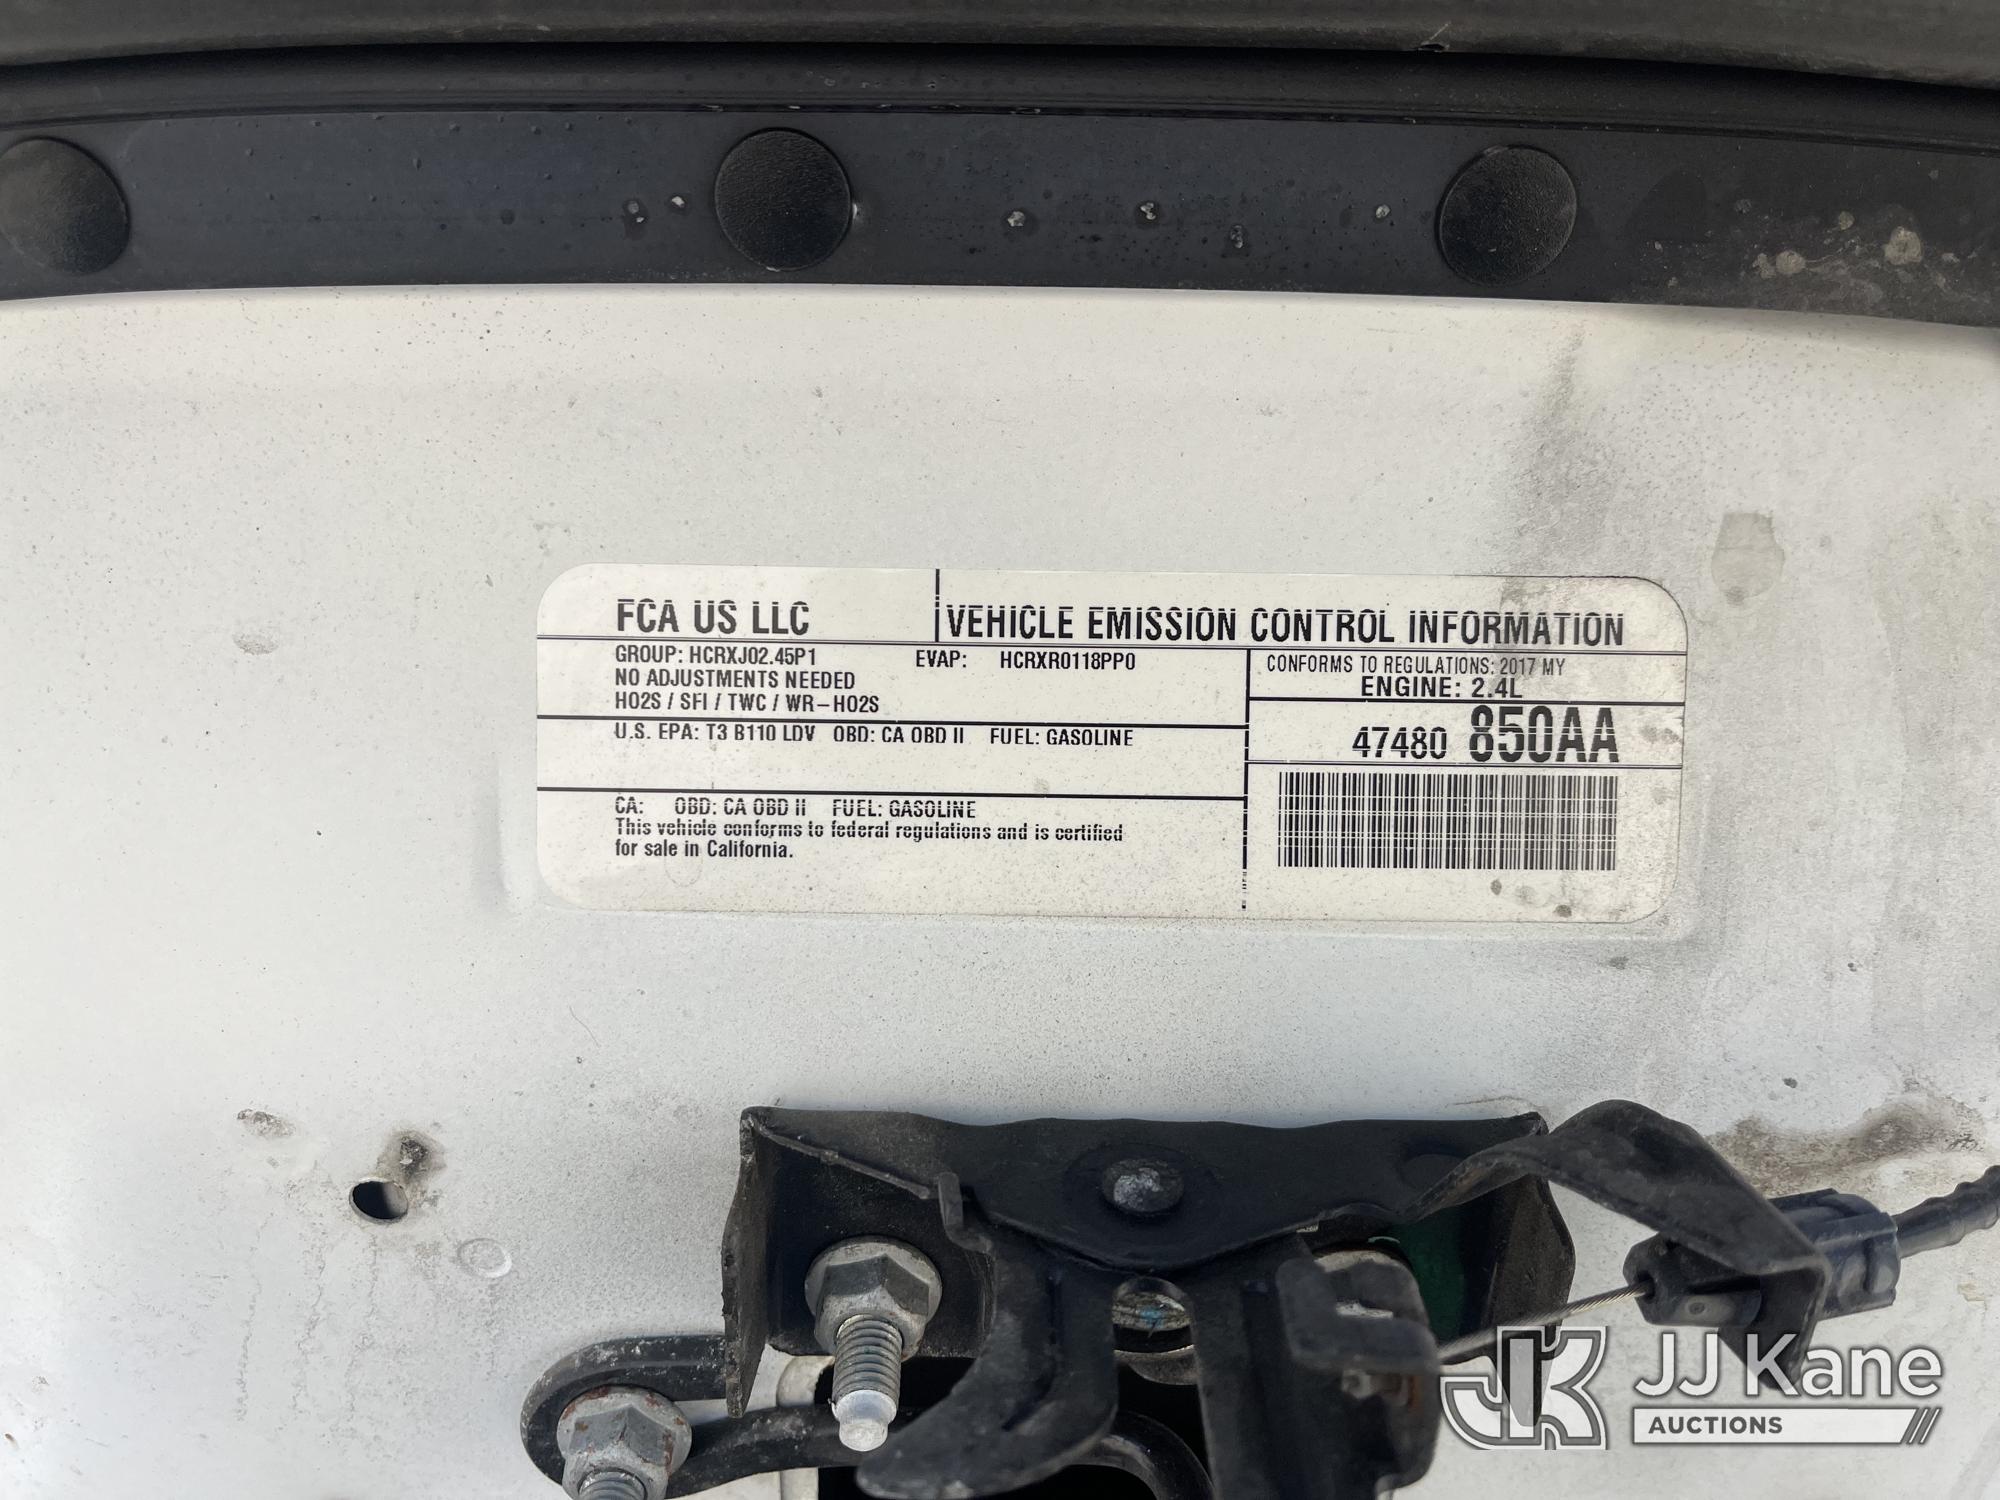 FCA US LLC
VEHICLE EMISSION CONTROL INFORMATION
GROUP: HCRXJ02.45P1 EVAP: HCRXR0118PP0
NO ADJUSTMENTS NEEDED
HO2S / SFI / TWC / WR-HO2S
CONFORMS TO REGULATIONS: 2017 MY
ENGINE: 2.4L
U.S. EPA: T3 B110 LDV OBD: CA OBD II FUEL: GASOLINE
47480 850AA
CA: OBD: CA OBD II FUEL: GASOLINE
This vehicle conforms to federal regulations and is certified
for sale in California.
JK JJ Kane
AUCTIONS